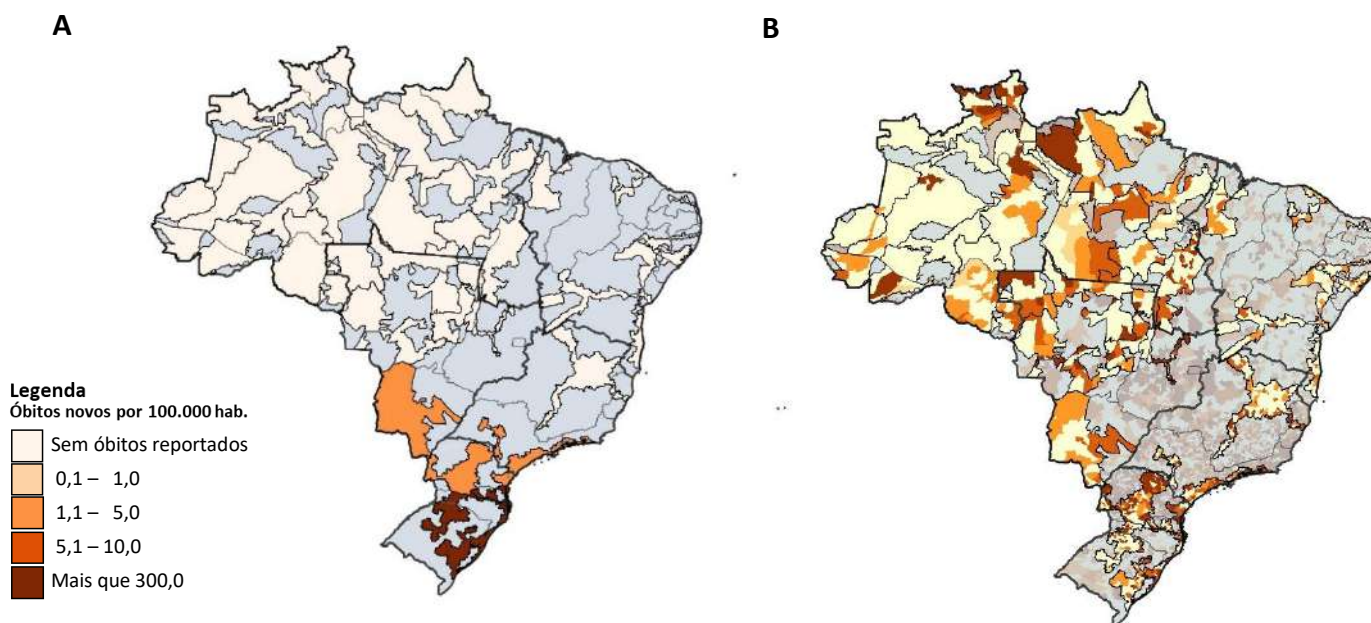 A
B
Legenda
Óbitos novos por 100.000 hab.
Sem óbitos reportados
0,1 – 1,0
1,1 – 5,0
5,1 – 10,0
Mais que 300,0